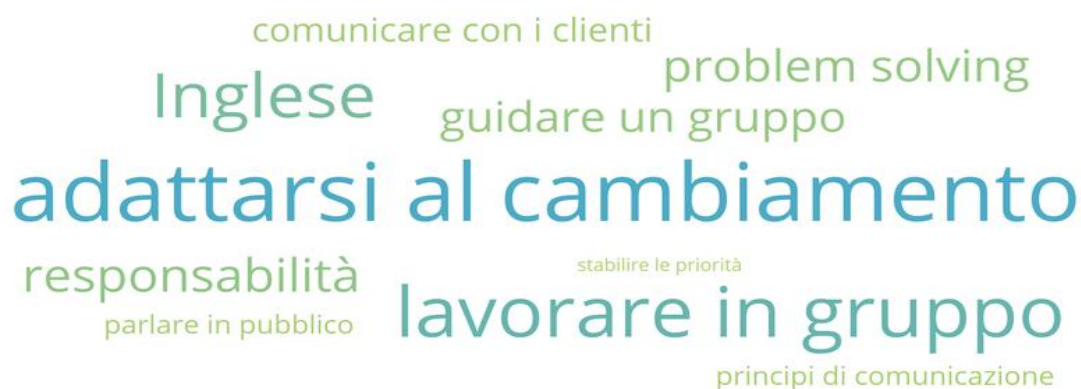 comunicare con i clienti
problem solving
Inglese
guidare un gruppo
adattarsi al cambiamento
responsabilità
stabilire le priorità
lavorare in gruppo
parlare in pubblico
principi di comunicazione